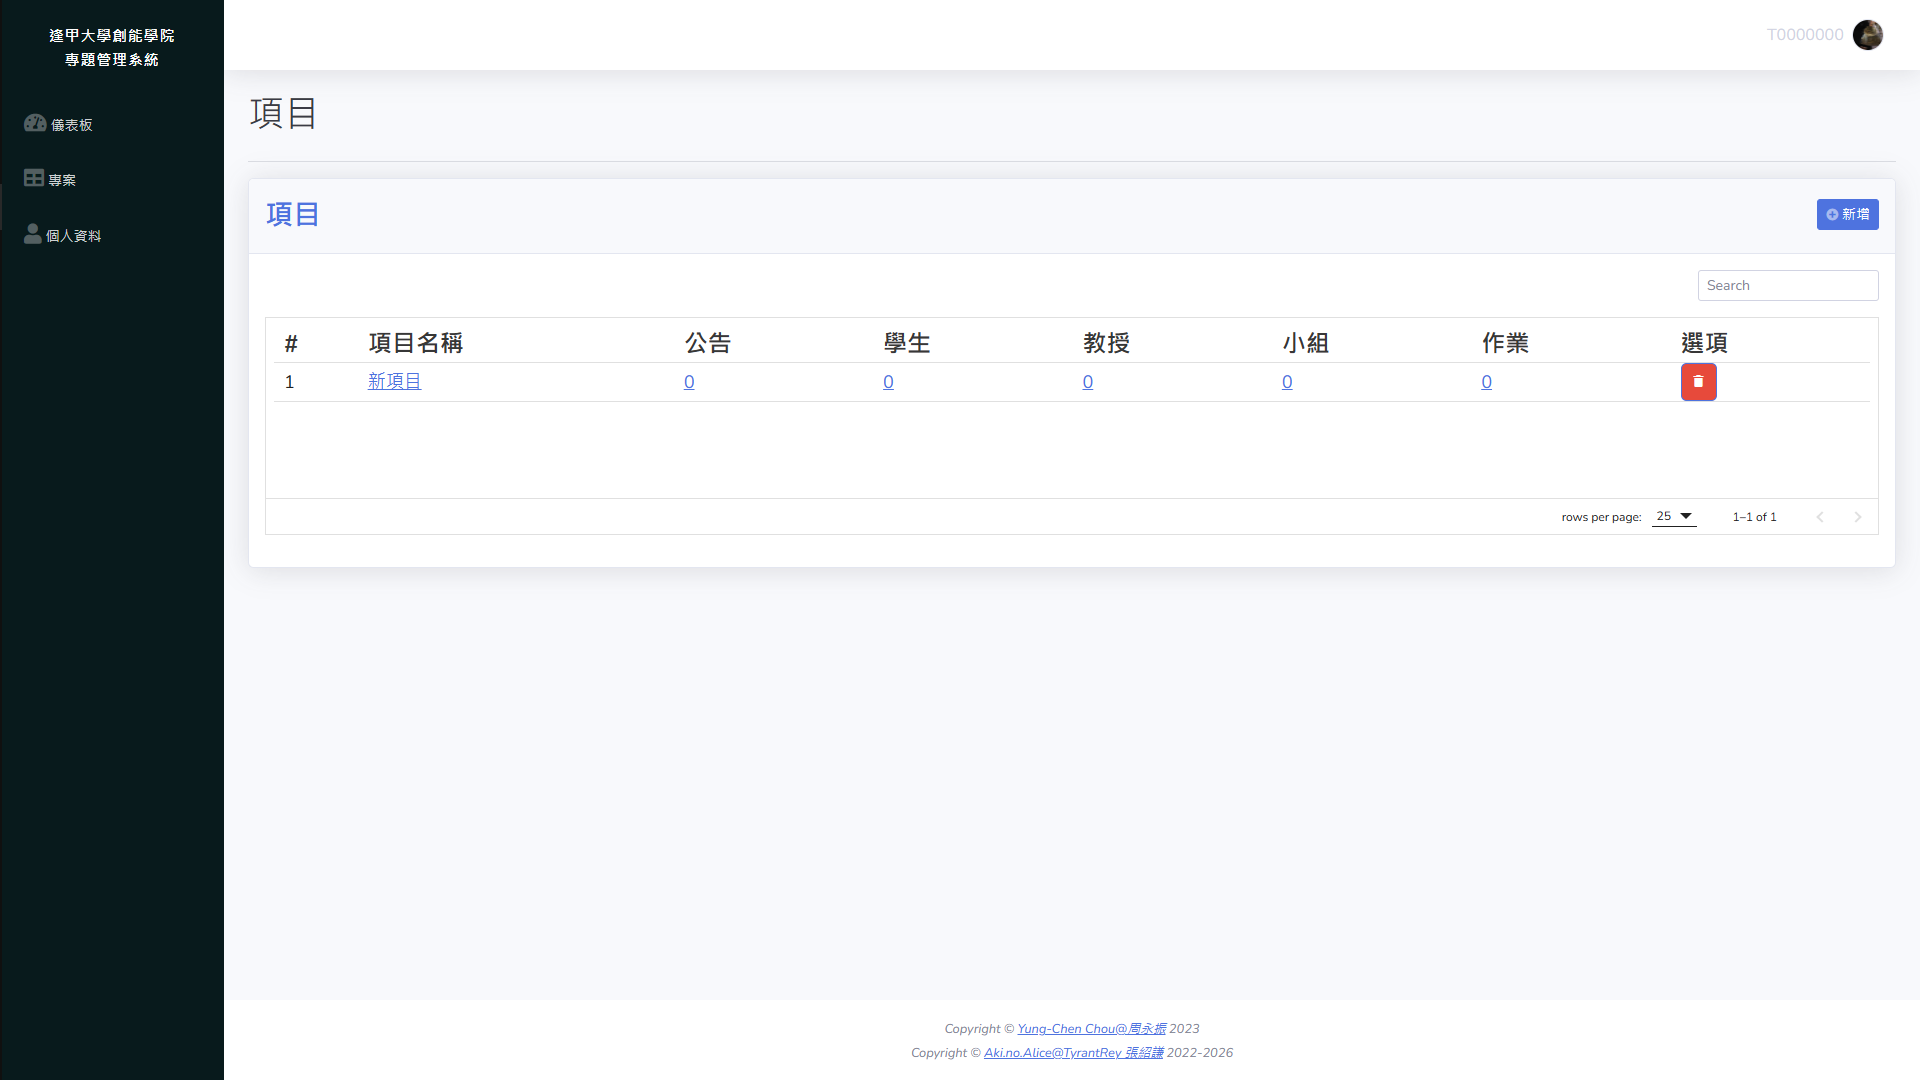 逢甲大學創能學院
專題管理系統
儀表板
專案
個人資料
T0000000
項目
項目
新增
Search
# 項目名稱 公告 學生 教授 小組 作業 選項
1 新項目 0 0 0 0 0
rows per page: 25 1–1 of 1
Copyright © Yung-Chen Chou@周永振 2023
Copyright © Aki.no.Alice@TyrantRey 張紹謙 2022-2026